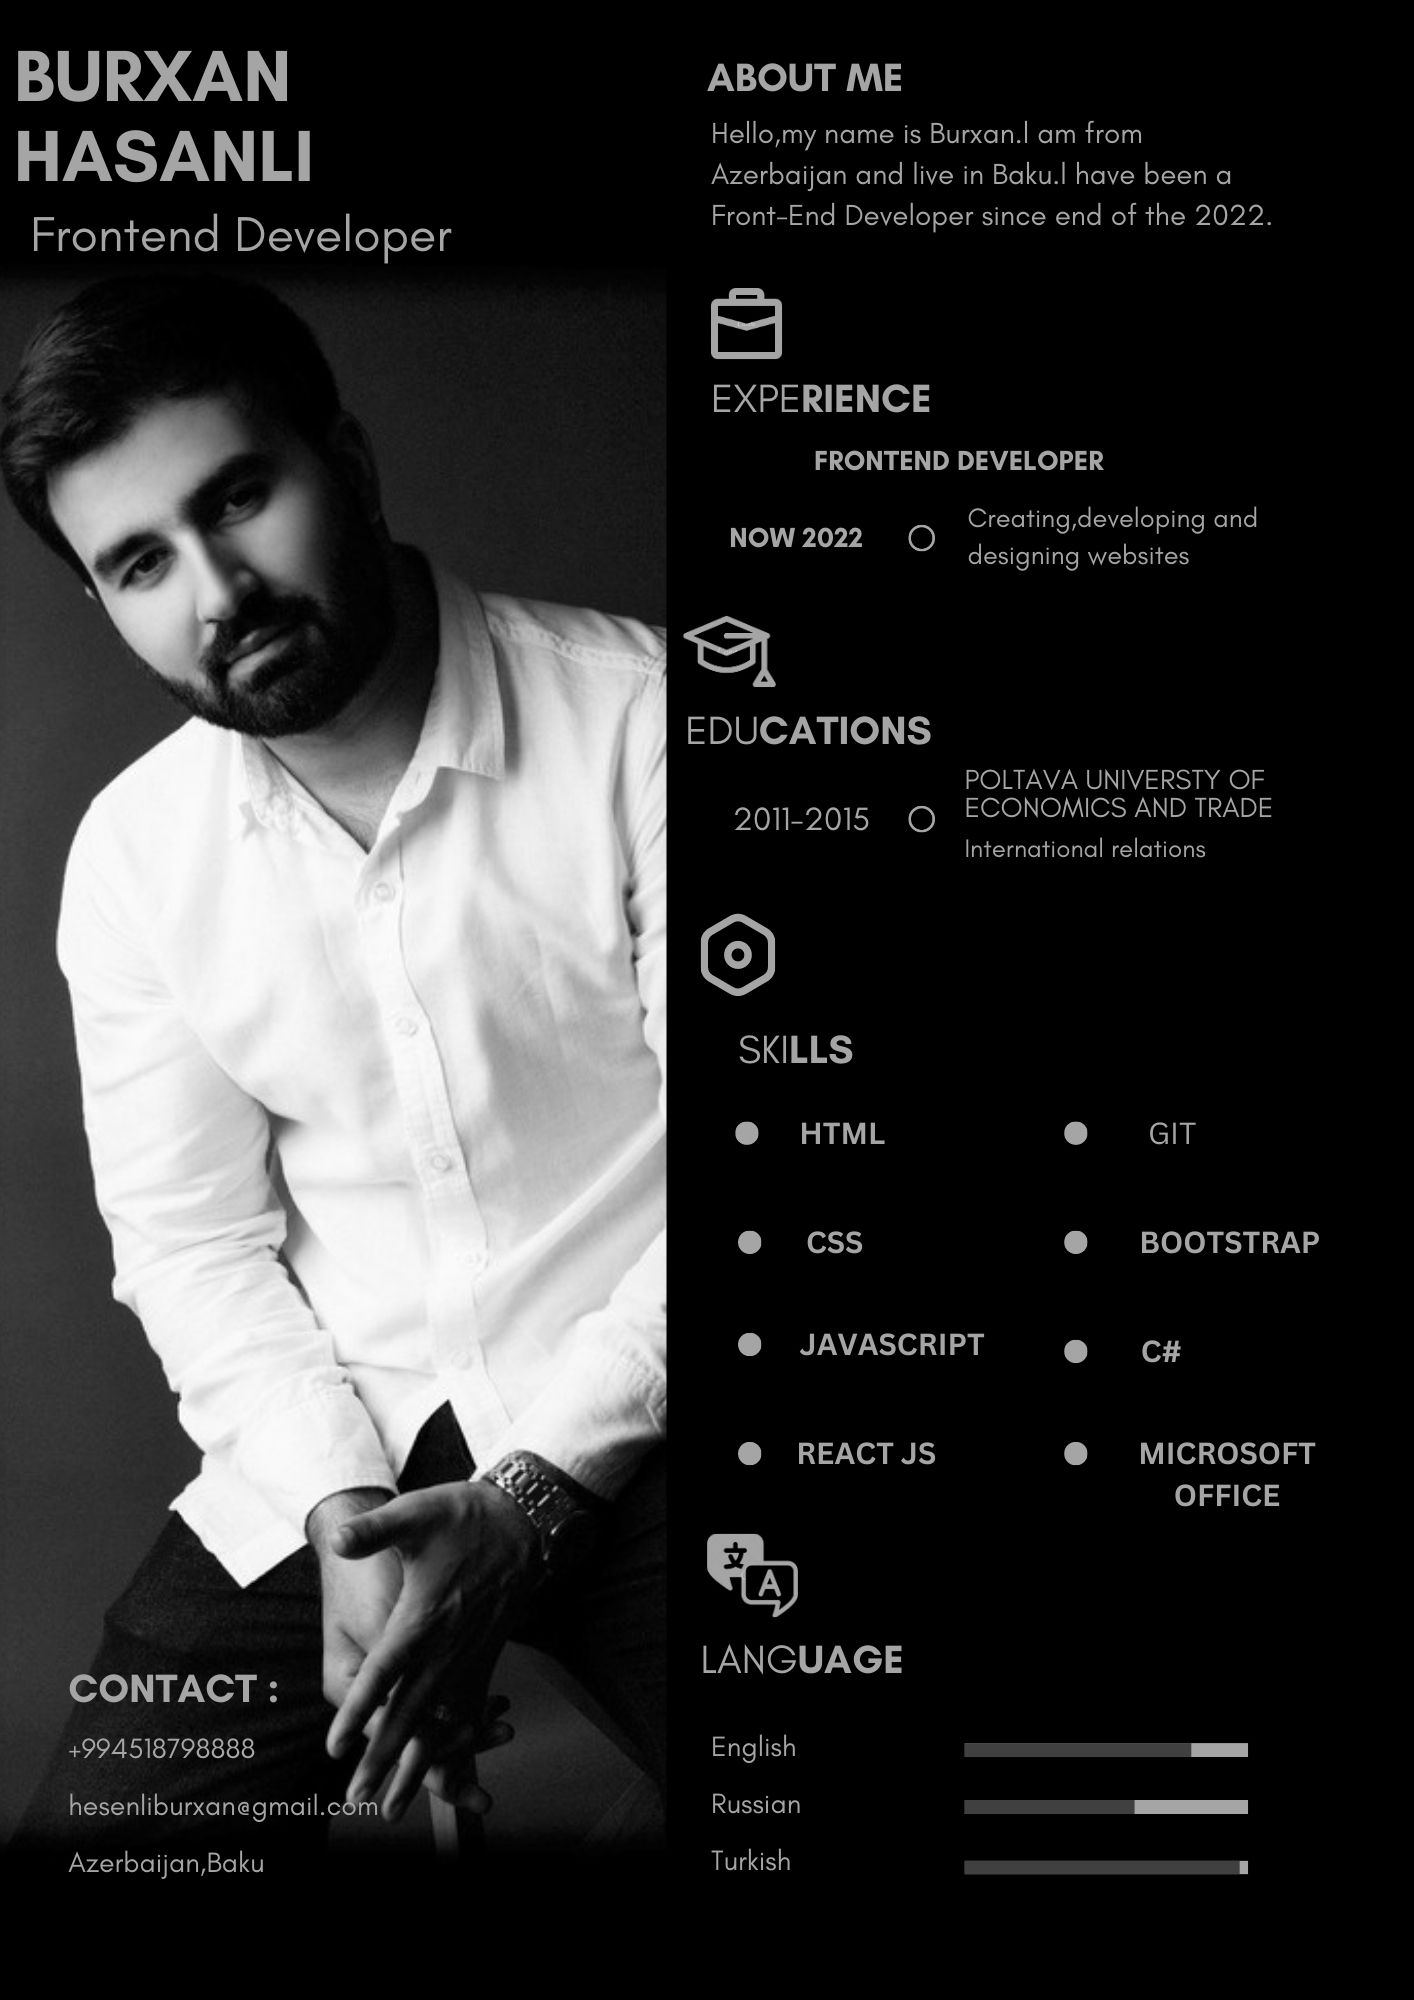 BURXAN
HASANLI
Frontend Developer
CONTACT :
+994518798888
hesenliburxan@gmail.com
Azerbaijan,Baku
ABOUT ME
Hello,my name is Burxan.I am from
Azerbaijan and live in Baku.I have been a
Front-End Developer since end of the 2022.
EXPERIENCE
FRONTEND DEVELOPER
NOW 2022
Creating,developing and
designing websites
EDUCATIONS
2011-2015
POLTAVA UNIVERSTY OF
ECONOMICS AND TRADE
International relations
SKILLS
HTML
GIT
CSS
BOOTSTRAP
JAVASCRIPT
C#
REACT JS
MICROSOFT
OFFICE
文
A
LANGUAGE
English
Russian
Turkish